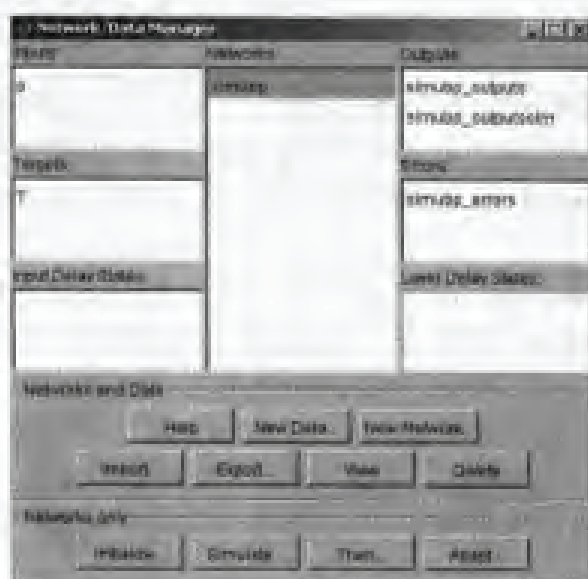 Network/Data Manager
Inputs:
Networks:
Outputs:
p
simubp
simubp_outputs
simubp_outputssim
Targets:
Errors:
T
simubp_errors
Input Delay States:
Layer Delay States:
Networks and Data
Help
New Data...
New Network...
Import...
Export...
View
Delete
Networks only
Initialize...
Simulate...
Train...
Adapt...